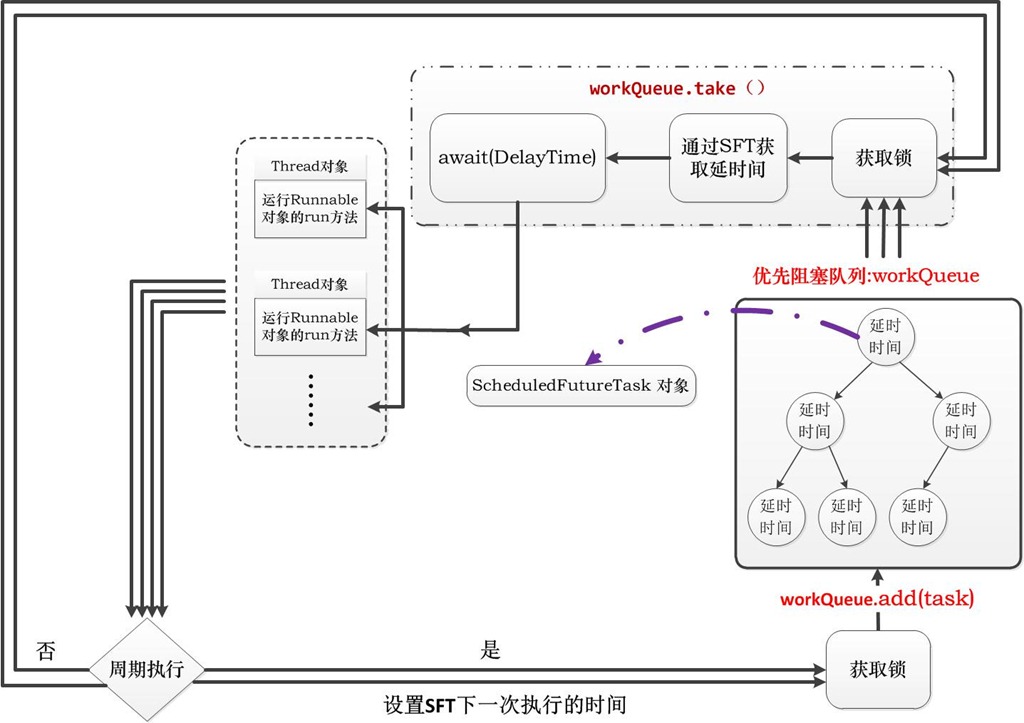 workQueue.take（）
await(DelayTime)
通过SFT获
取延时间
获取锁
Thread对象
运行Runnable
对象的run方法
Thread对象
运行Runnable
对象的run方法
优先阻塞队列:workQueue
ScheduledFutureTask 对象
延时
时间
延时
时间
延时
时间
延时
时间
延时
时间
延时
时间
workQueue.add(task)
否
周期执行
是
获取锁
设置SFT下一次执行的时间